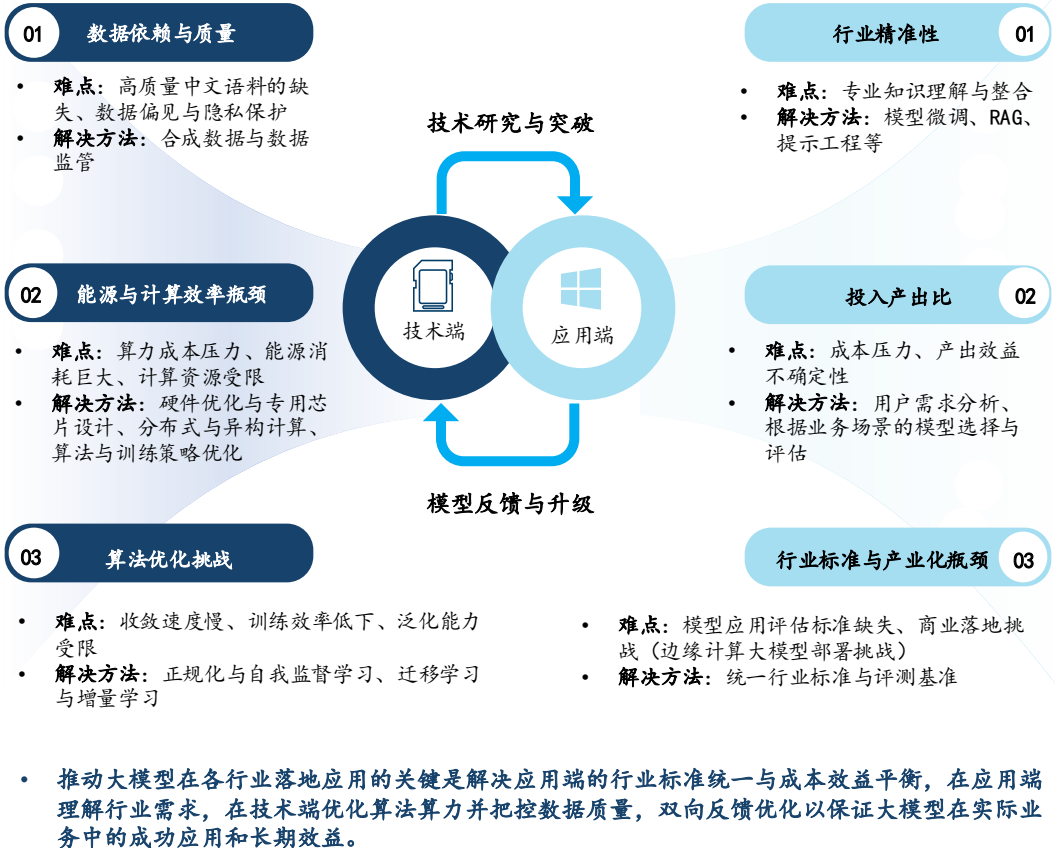 01 数据依赖与质量
• 难点：高质量中文语料的缺
失、数据偏见与隐私保护
• 解决方法：合成数据与数据
监管
02 能源与计算效率瓶颈
• 难点：算力成本压力、能源消
耗巨大、计算资源受限
• 解决方法：硬件优化与专用芯
片设计、分布式与异构计算、
算法与训练策略优化
03 算法优化挑战
• 难点：收敛速度慢、训练效率低下、泛化能力
受限
• 解决方法：正规化与自我监督学习、迁移学习
与增量学习
技术研究与突破
技术端
应用端
模型反馈与升级
行业精准性 01
• 难点：专业知识理解与整合
• 解决方法：模型微调、RAG、
提示工程等
投入产出比 02
• 难点：成本压力、产出效益
不确定性
• 解决方法：用户需求分析、
根据业务场景的模型选择与
评估
行业标准与产业化瓶颈 03
• 难点：模型应用评估标准缺失、商业落地挑
战（边缘计算大模型部署挑战）
• 解决方法：统一行业标准与评测基准
• 推动大模型在各行业落地应用的关键是解决应用端的行业标准统一与成本效益平衡，在应用端
理解行业需求，在技术端优化算法算力并把控数据质量，双向反馈优化以保证大模型在实际业
务中的成功应用和长期效益。